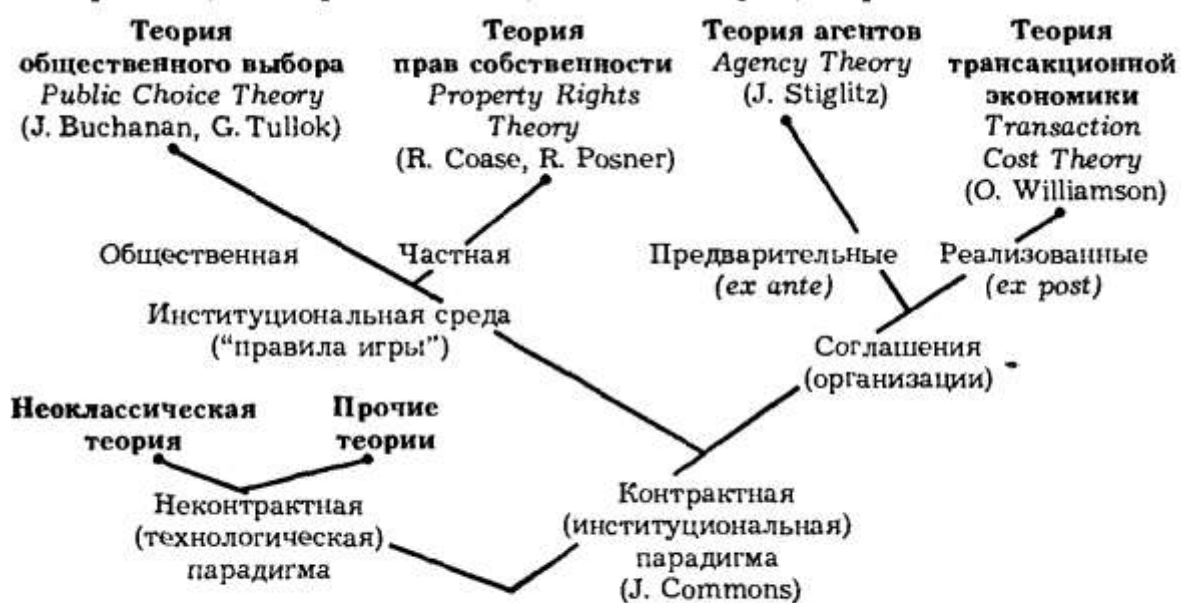 Теория
общественного выбора
Public Choice Theory
(J. Buchanan, G. Tullok)
Теория
прав собственности
Property Rights
Theory
(R. Coase, R. Posner)
Теория агентов
Agency Theory
(J. Stiglitz)
Теория
трансакционной
экономики
Transaction
Cost Theory
(O. Williamson)
Общественная
Частная
Предварительные
(ex ante)
Реализованные
(ex post)
Институциональная среда
(“правила игры”)
Соглашения
(организации)
Неоклассическая
теория
Прочие
теории
Неконтрактная
(технологическая)
парадигма
Контрактная
(институциональная)
парадигма
(J. Commons)